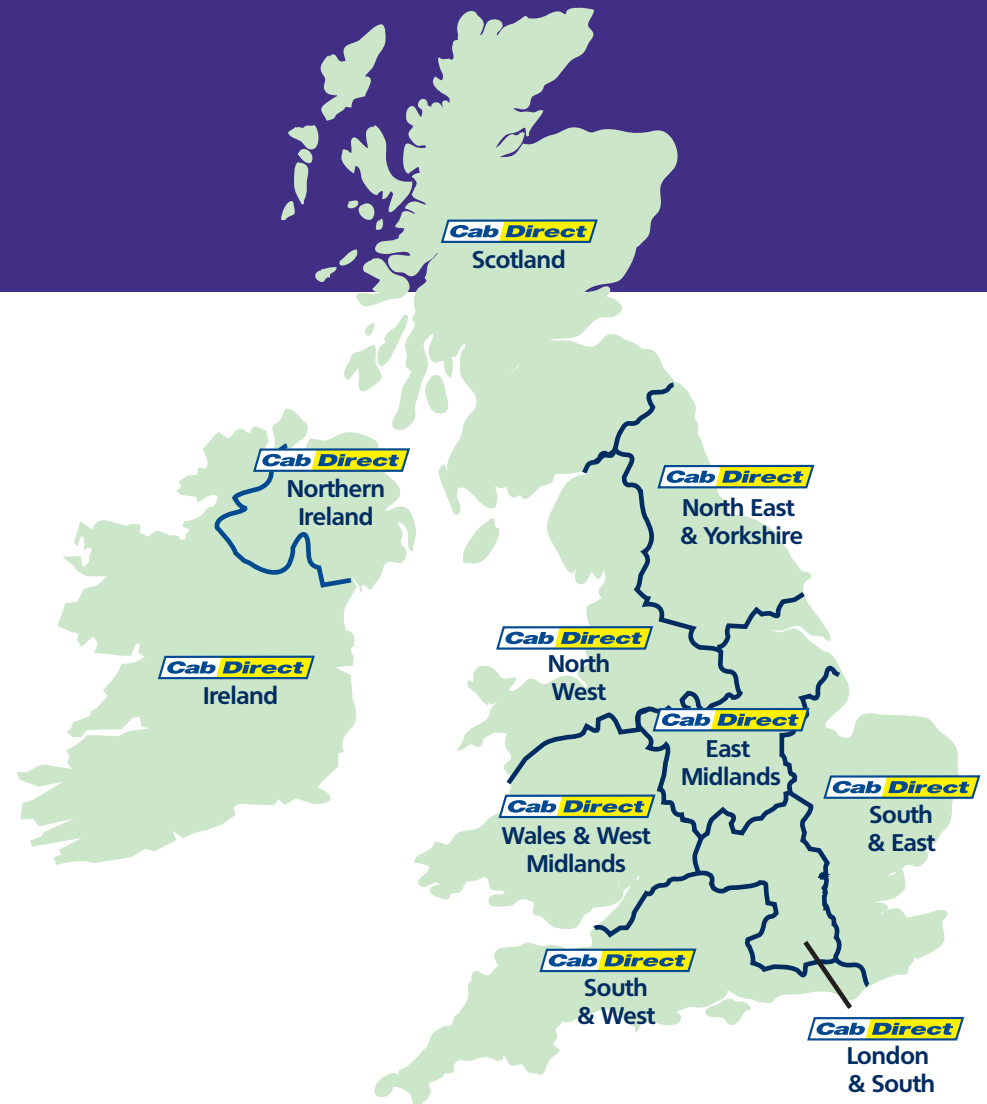 Cab Direct
Scotland
Cab Direct
Northern
Ireland
Cab Direct
North East
& Yorkshire
Cab Direct
North
West
Cab Direct
Ireland
Cab Direct
East
Midlands
Cab Direct
South
& East
Cab Direct
Wales & West
Midlands
Cab Direct
South
& West
Cab Direct
London
& South